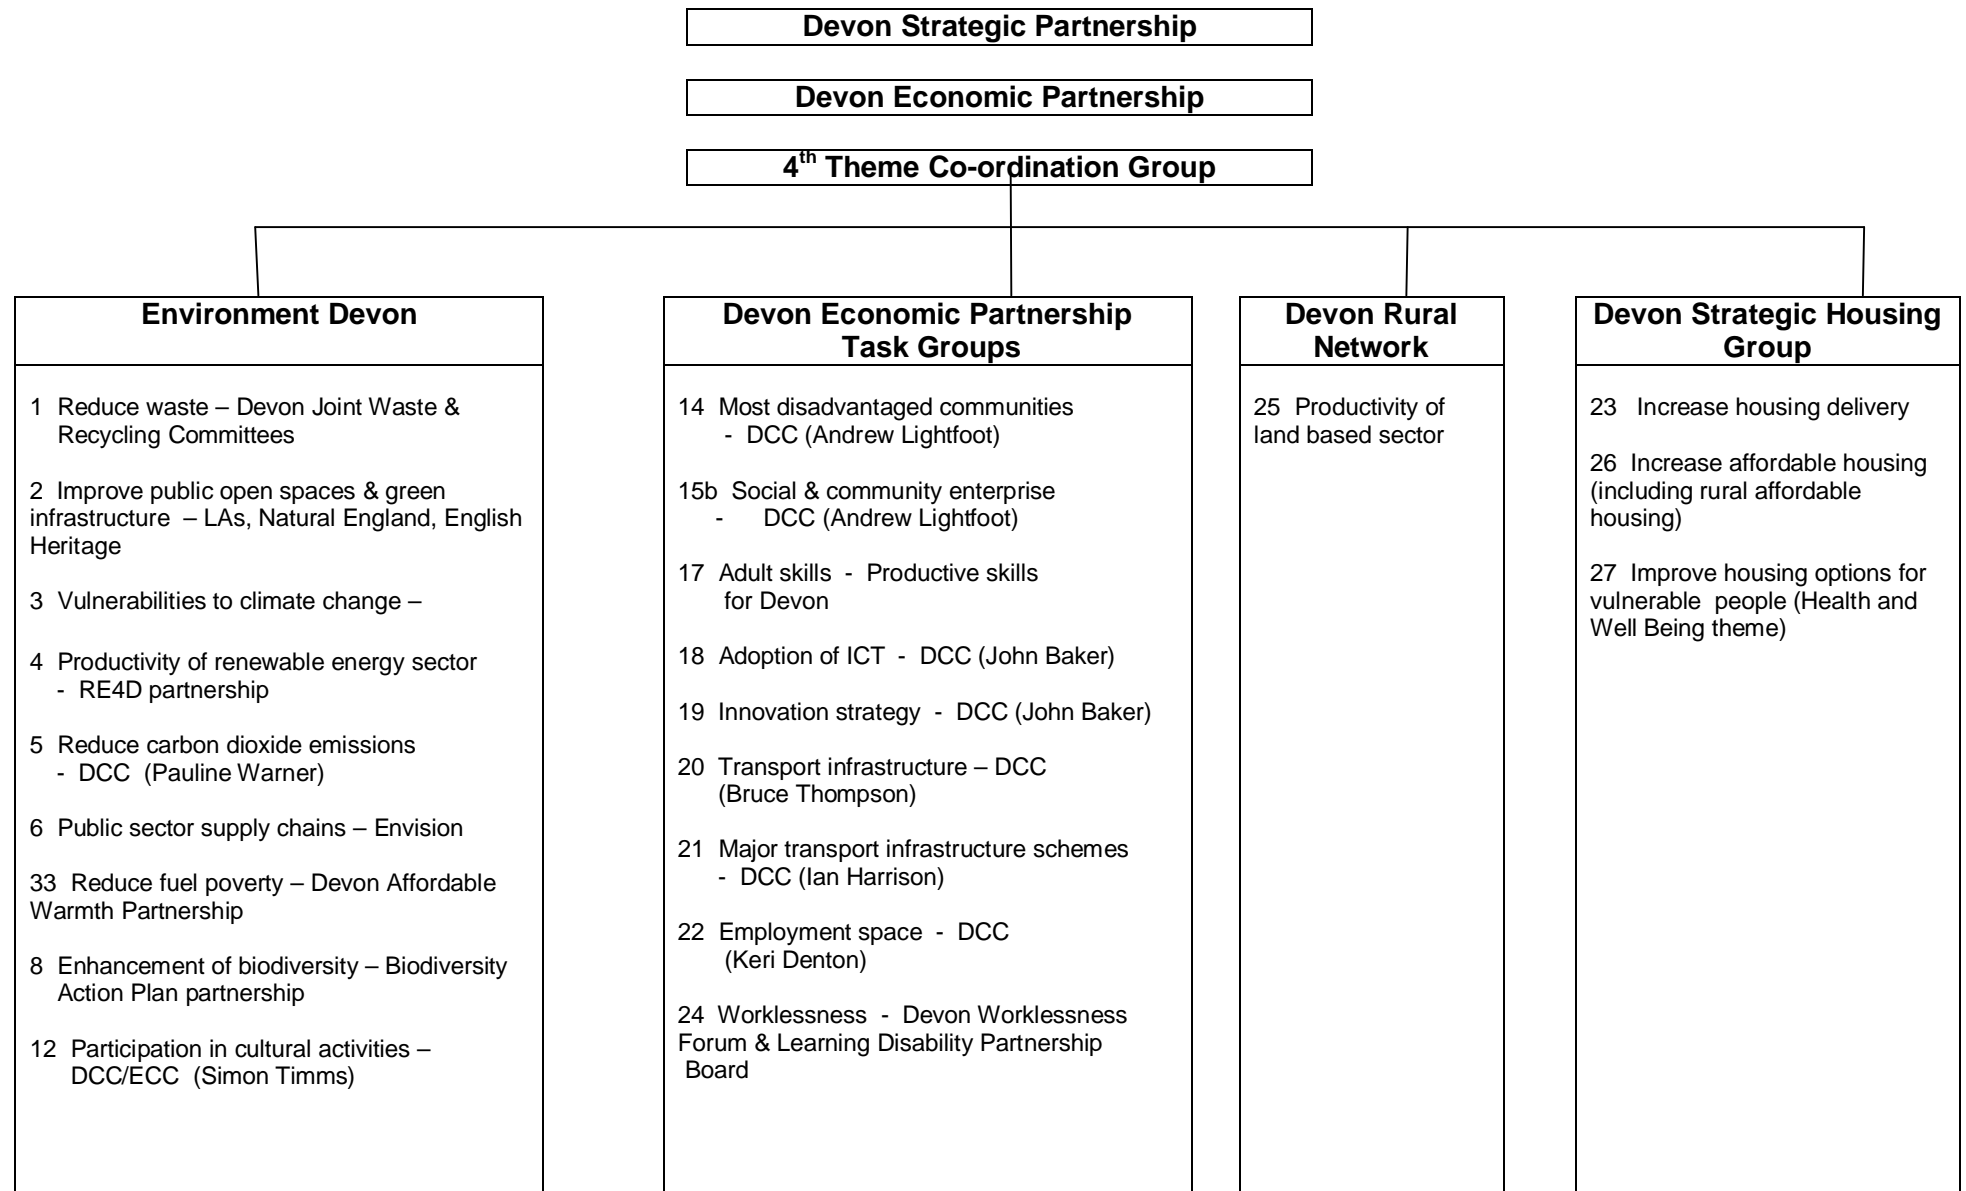 Devon Strategic Partnership
Devon Economic Partnership
4th Theme Co-ordination Group
Environment Devon
1 Reduce waste – Devon Joint Waste &
Recycling Committees
2 Improve public open spaces & green
infrastructure – LAs, Natural England, English
Heritage
3 Vulnerabilities to climate change –
4 Productivity of renewable energy sector
- RE4D partnership
5 Reduce carbon dioxide emissions
- DCC (Pauline Warner)
6 Public sector supply chains – Envision
33 Reduce fuel poverty – Devon Affordable
Warmth Partnership
8 Enhancement of biodiversity – Biodiversity
Action Plan partnership
12 Participation in cultural activities –
DCC/ECC (Simon Timms)
Devon Economic Partnership
Task Groups
14 Most disadvantaged communities
- DCC (Andrew Lightfoot)
15b Social & community enterprise
- DCC (Andrew Lightfoot)
17 Adult skills - Productive skills
for Devon
18 Adoption of ICT - DCC (John Baker)
19 Innovation strategy - DCC (John Baker)
20 Transport infrastructure – DCC
(Bruce Thompson)
21 Major transport infrastructure schemes
- DCC (Ian Harrison)
22 Employment space - DCC
(Keri Denton)
24 Worklessness - Devon Worklessness
Forum & Learning Disability Partnership
Board
Devon Rural
Network
25 Productivity of
land based sector
Devon Strategic Housing
Group
23 Increase housing delivery
26 Increase affordable housing
(including rural affordable
housing)
27 Improve housing options for
vulnerable people (Health and
Well Being theme)